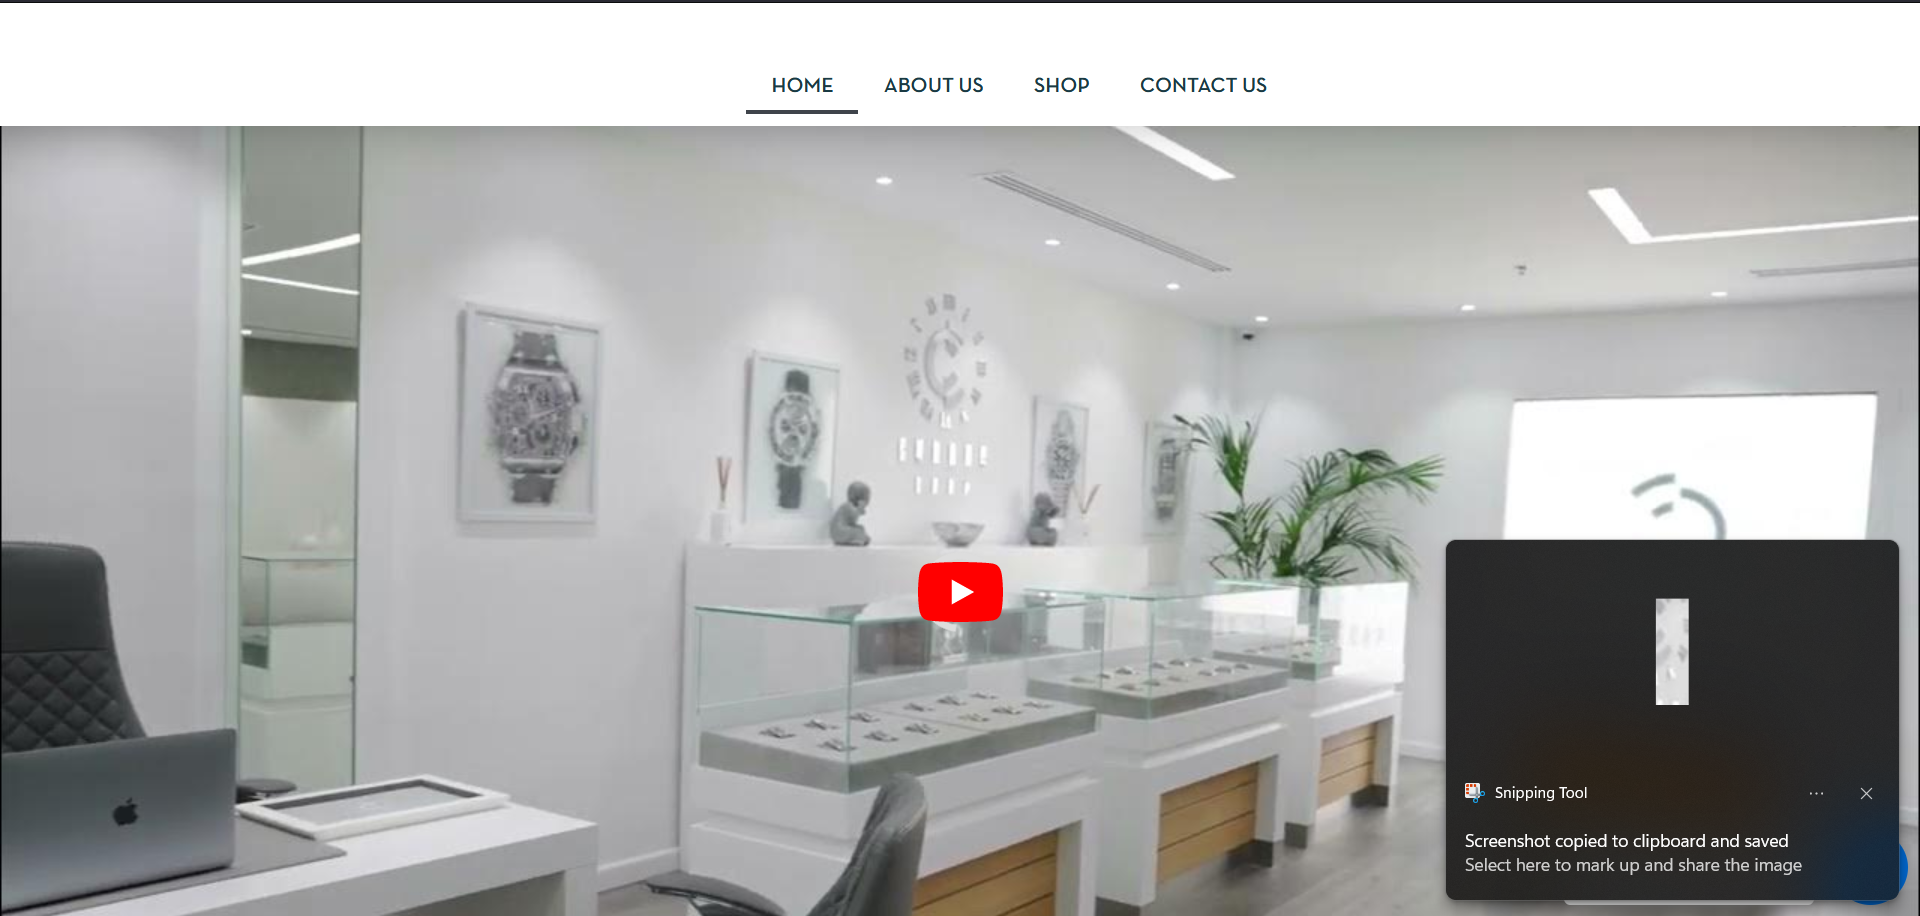 HOME ABOUT US SHOP CONTACT US
Snipping Tool
Screenshot copied to clipboard and saved
Select here to mark up and share the image